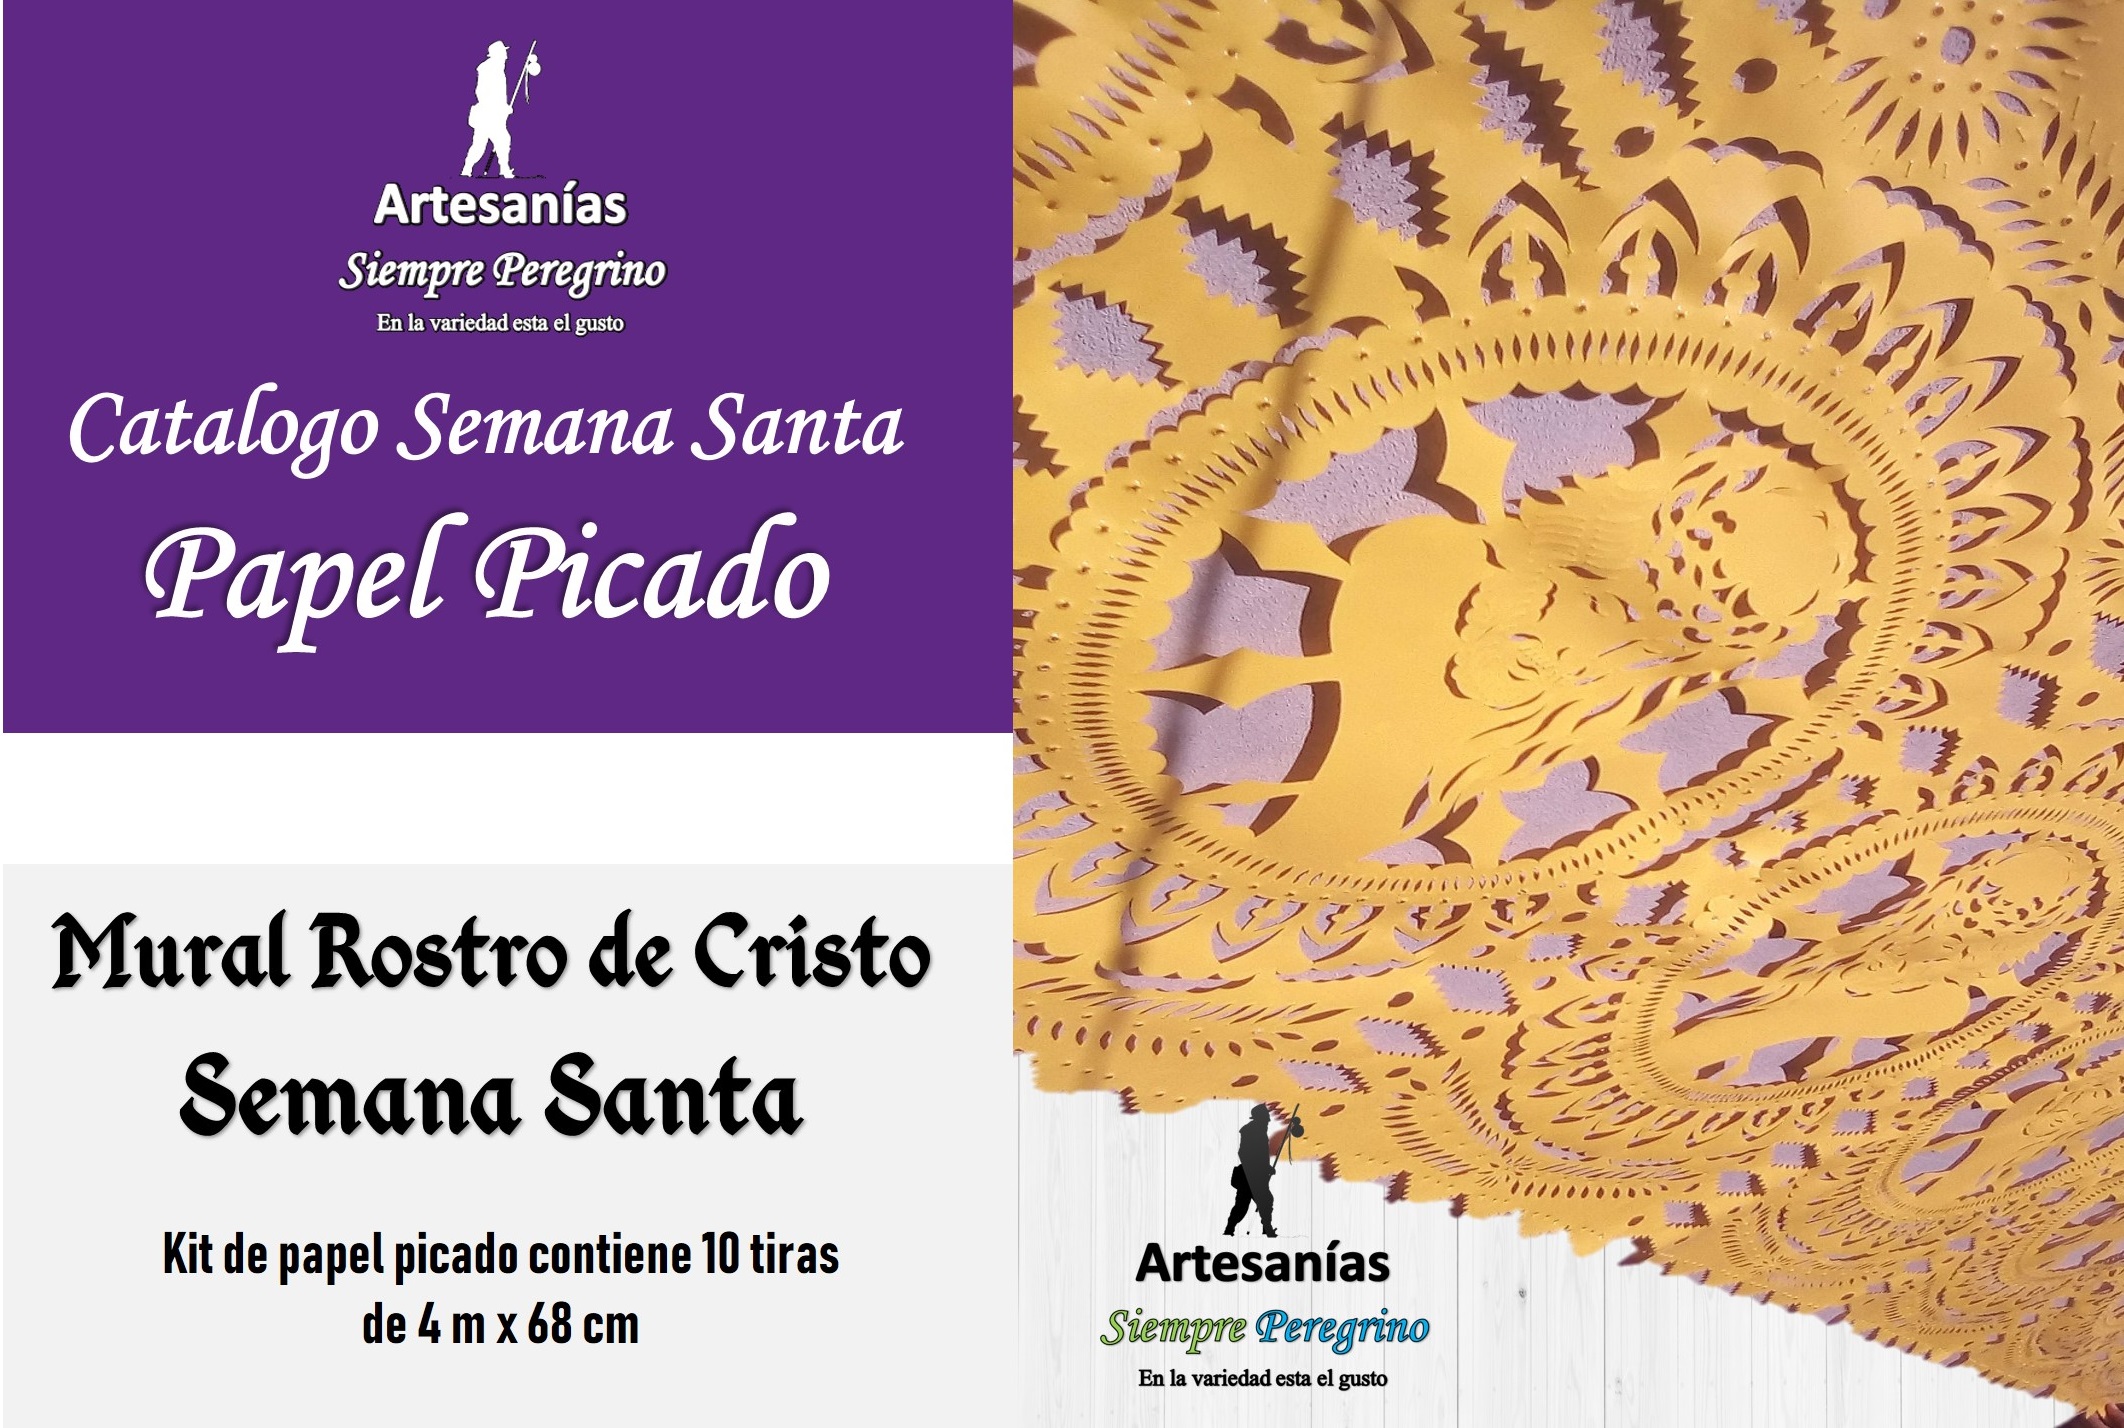 Artesanías
Siempre Peregrino
En la variedad esta el gusto
Catalogo Semana Santa
Papel Picado
Mural Rostro de Cristo
Semana Santa
Kit de papel picado contiene 10 tiras
de 4 m x 68 cm
Artesanías
Siempre Peregrino
En la variedad esta el gusto